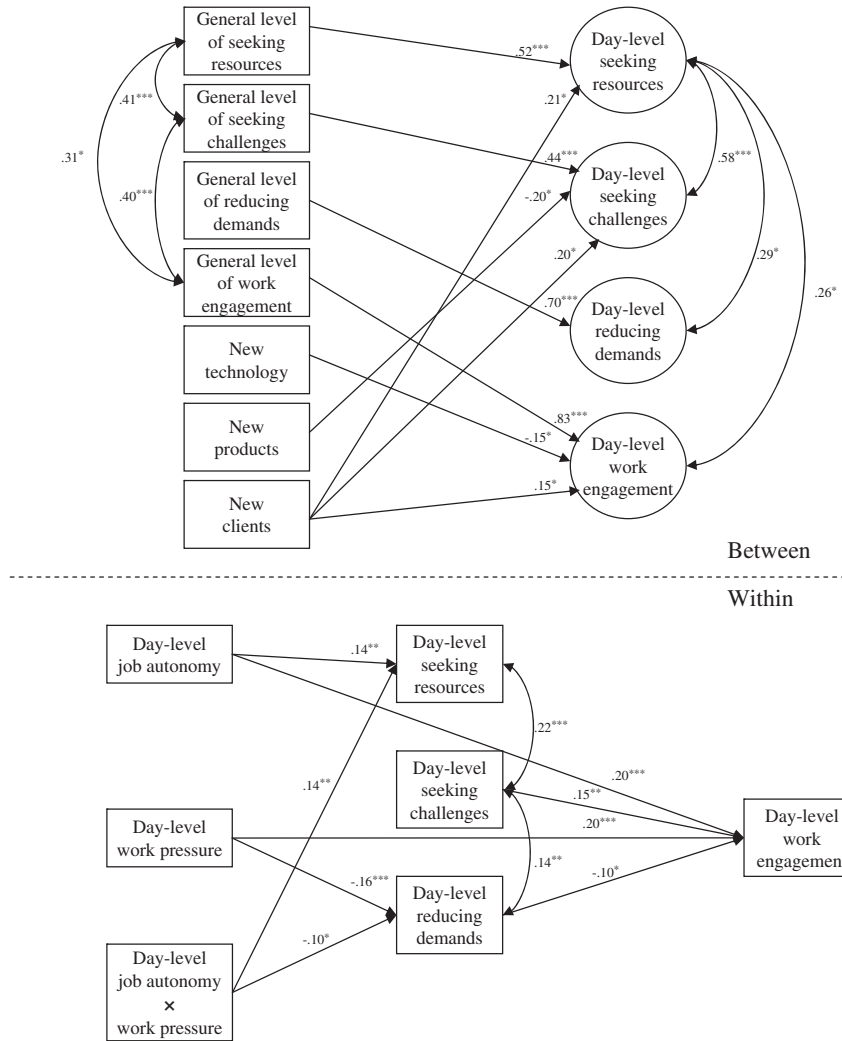 General level
of seeking
resources
Day-level
seeking
resources
.52***
.21*
.41***
General level
of seeking
challenges
.31*
.44***
Day-level
seeking
challenges
.58***
-.20*
General level
of reducing
demands
.40***
.20*
.29*
General level
of work
engagement
.70***
Day-level
reducing
demands
.26*
New
technology
.83***
-.15*
New
products
Day-level
work
engagement
.15*
New
clients
Between
Within
Day-level
job autonomy
.14**
Day-level
seeking
resources
.22***
.14**
Day-level
seeking
challenges
.20***
.15**
.20***
Day-level
work pressure
Day-level
work
engagement
-.16***
.14**
-.10*
Day-level
reducing
demands
-.10*
Day-level
job autonomy
×
work pressure